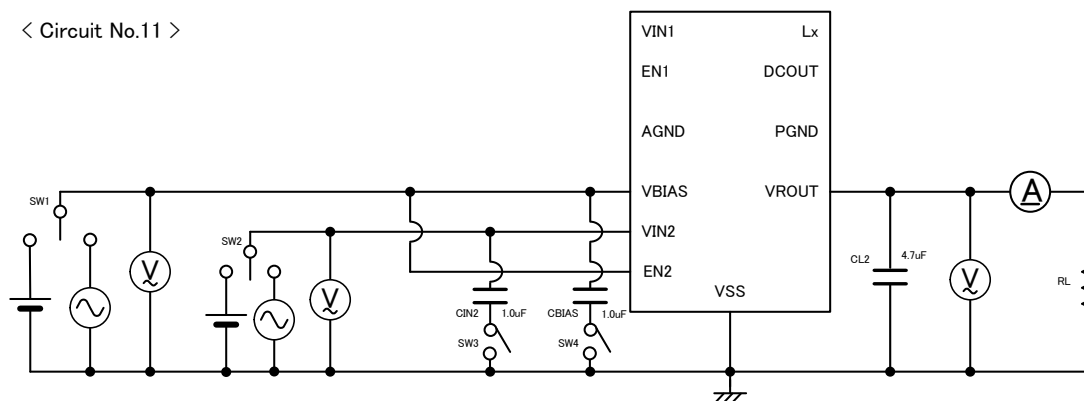 < Circuit No.11 >
VIN1 Lx
EN1 DCOUT
AGND PGND
VBIAS VROUT
VIN2
EN2
VSS
SW1
SW2
V
V
A
V
CL2 4.7uF
RL
CIN2 1.0uF
CBIAS 1.0uF
SW3
SW4